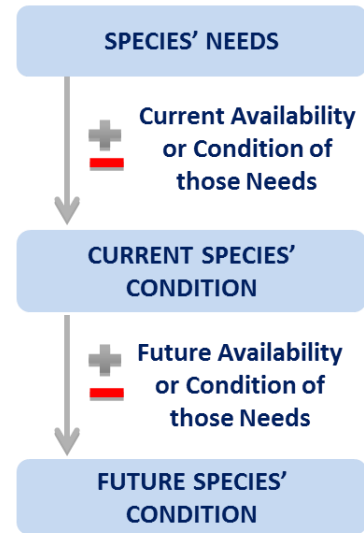 SPECIES’ NEEDS
Current Availability
or Condition of
those Needs
CURRENT SPECIES’
CONDITION
Future Availability
or Condition of
those Needs
FUTURE SPECIES’
CONDITION